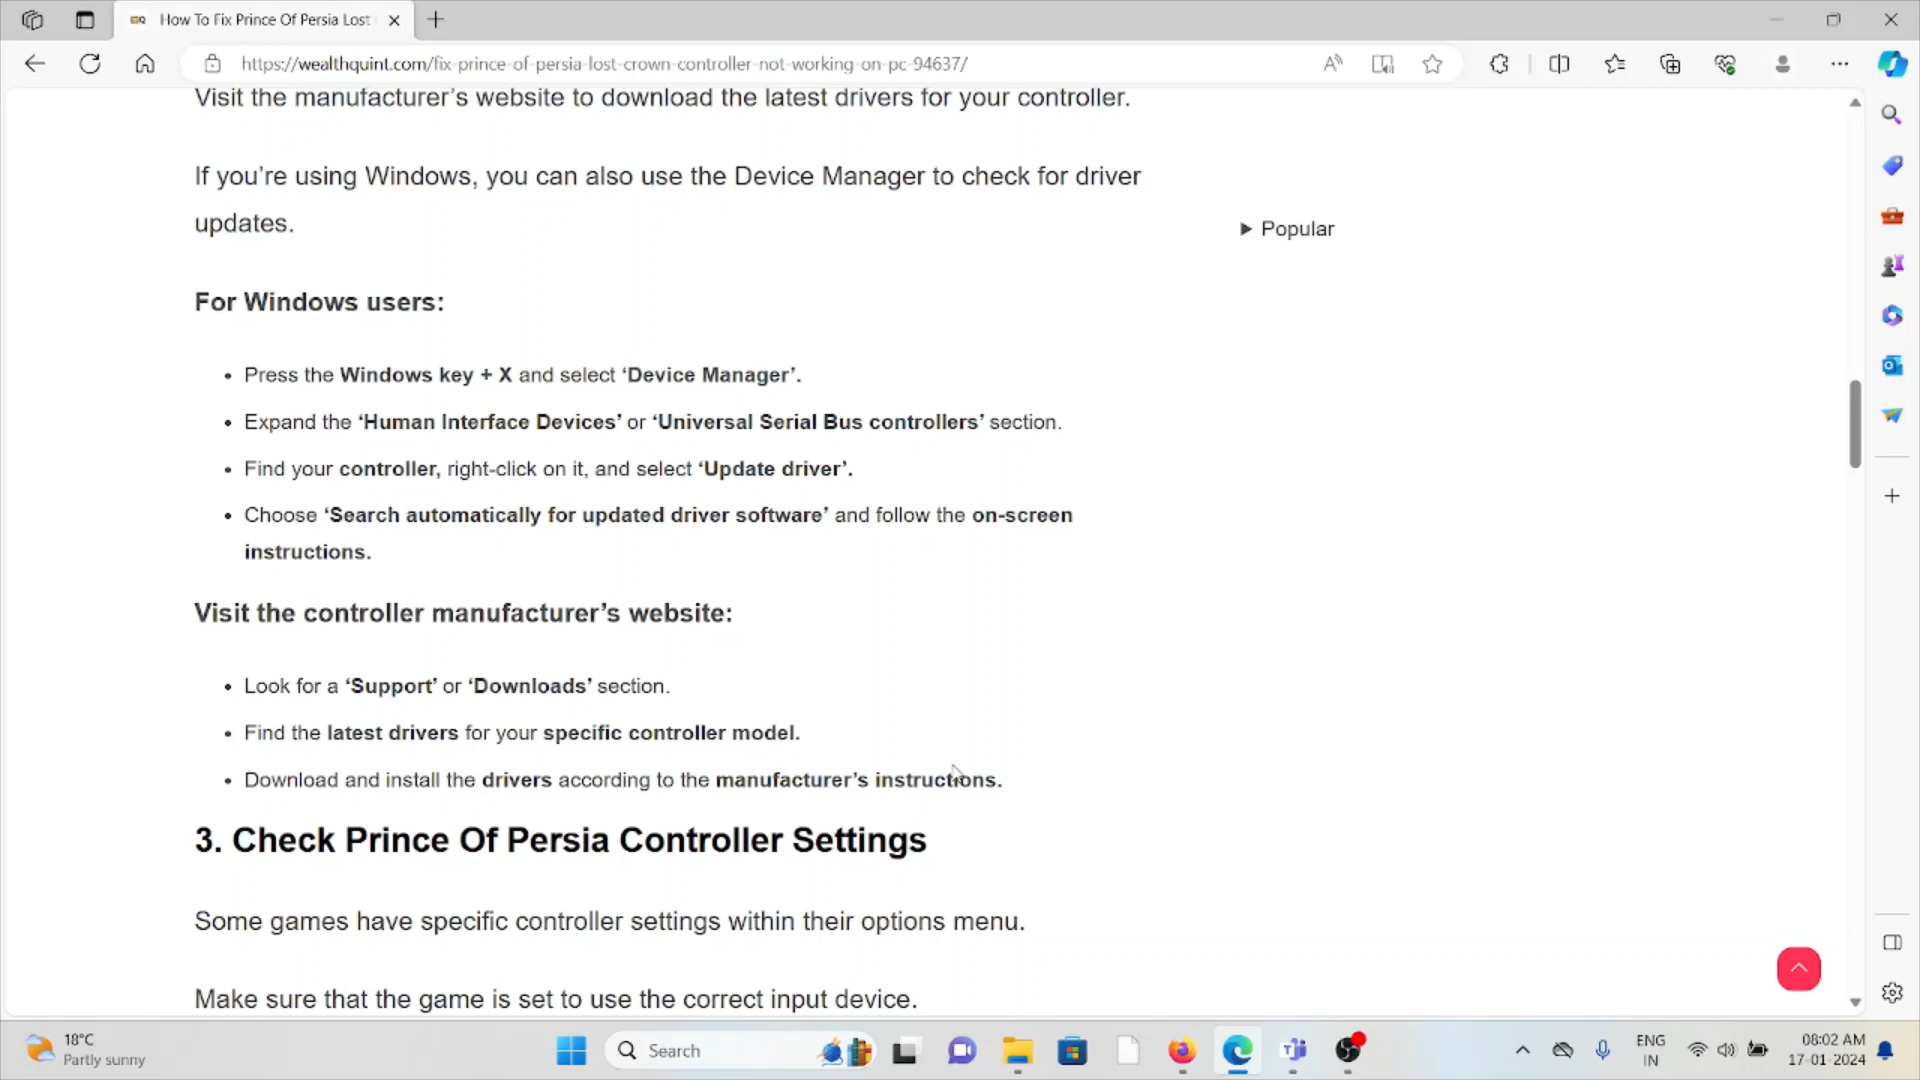 How To Fix Prince Of Persia Lost
https://wealthquint.com/fix-prince-of-persia-lost-crown-controller-not-working-on-pc-94637/
Visit the manufacturer’s website to download the latest drivers for your controller.
If you’re using Windows, you can also use the Device Manager to check for driver
updates.
Popular
For Windows users:
Press the Windows key + X and select ‘Device Manager’.
Expand the ‘Human Interface Devices’ or ‘Universal Serial Bus controllers’ section.
Find your controller, right-click on it, and select ‘Update driver’.
Choose ‘Search automatically for updated driver software’ and follow the on-screen
instructions.
Visit the controller manufacturer’s website:
Look for a ‘Support’ or ‘Downloads’ section.
Find the latest drivers for your specific controller model.
Download and install the drivers according to the manufacturer’s instructions.
3. Check Prince Of Persia Controller Settings
Some games have specific controller settings within their options menu.
Make sure that the game is set to use the correct input device.
18°C
Partly sunny
Search
ENG
IN
08:02 AM
17-01-2024